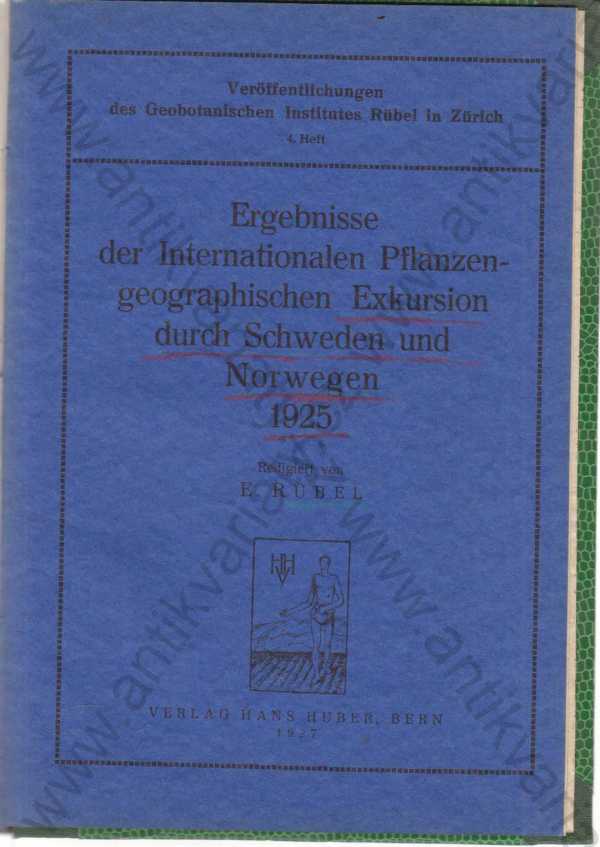 Veröffentlichungen
des Geobotanischen Institutes Rübel in Zürich
4. Heft
Ergebnisse
der Internationalen Pflanzen-
geographischen Exkursion
durch Schweden und
Norwegen
1925
Redigiert von
E. RÜBEL
HHV
VERLAG HANS HUBER, BERN
1927